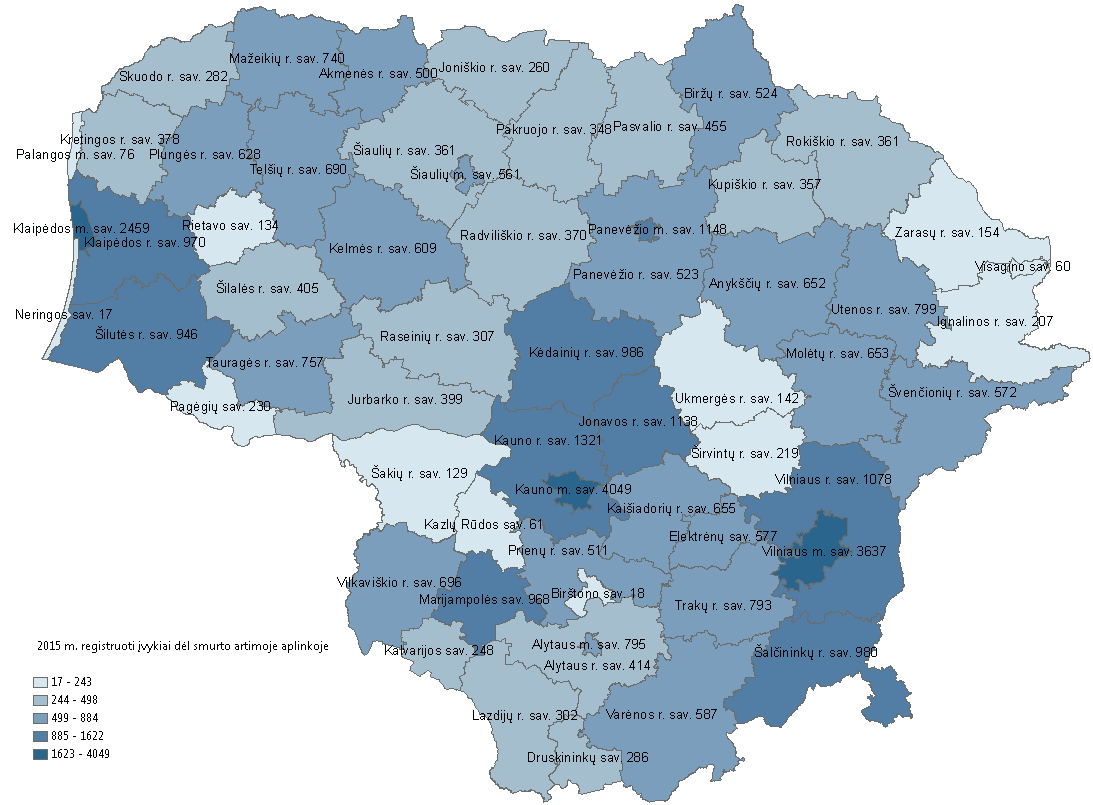 Mažeikių r. sav. 740
Skuodo r. sav. 282
Akmenės r. sav. 500
Joniškio r. sav. 260
Biržų r. sav. 524
Kretingos r. sav. 378
Pakruojo r. sav. 348
Pasvalio r. sav. 455
Rokiškio r. sav. 361
Palangos m. sav. 76
Plungės r. sav. 628
Šiaulių r. sav. 361
Telšių r. sav. 690
Šiaulių m. sav. 561
Kupiškio r. sav. 357
Klaipėdos m. sav. 2459
Rietavo sav. 134
Klaipėdos r. sav. 970
Kelmės r. sav. 609
Radviliškio r. sav. 370
Panevėžio m. sav. 1148
Zarasų r. sav. 154
Visagino sav. 60
Panevėžio r. sav. 523
Anykščių r. sav. 652
Šilalės r. sav. 405
Neringos sav. 17
Utenos r. sav. 799
Ignalinos r. sav. 207
Šilutės r. sav. 946
Raseinių r. sav. 307
Kėdainių r. sav. 986
Molėtų r. sav. 653
Tauragės r. sav. 757
Švenčionių r. sav. 572
Jurbarko r. sav. 399
Ukmergės r. sav. 142
Pagėgių sav. 230
Jonavos r. sav. 1138
Kauno r. sav. 1321
Širvintų r. sav. 219
Šakių r. sav. 129
Vilniaus r. sav. 1078
Kauno m. sav. 4049
Kaišiadorių r. sav. 655
Kazlų Rūdos sav. 61
Elektrėnų sav. 577
Prienų r. sav. 511
Vilniaus m. sav. 3637
Vilkaviškio r. sav. 696
Birštono sav. 18
Marijampolės sav. 968
Trakų r. sav. 793
2015 m. registruoti įvykiai dėl smurto artimoje aplinkoje
Kalvarijos sav. 248
Alytaus m. sav. 795
Šalčininkų r. sav. 980
Alytaus r. sav. 414
17 - 243
244 - 498
499 - 884
885 - 1622
1623 - 4049
Lazdijų r. sav. 302
Varėnos r. sav. 587
Druskininkų sav. 286